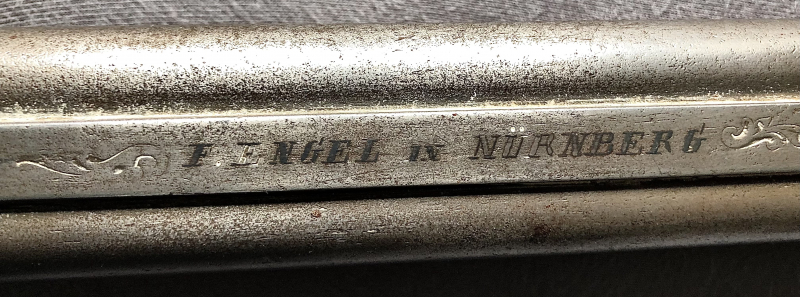 F. ENGEL IN NÜRNBERG